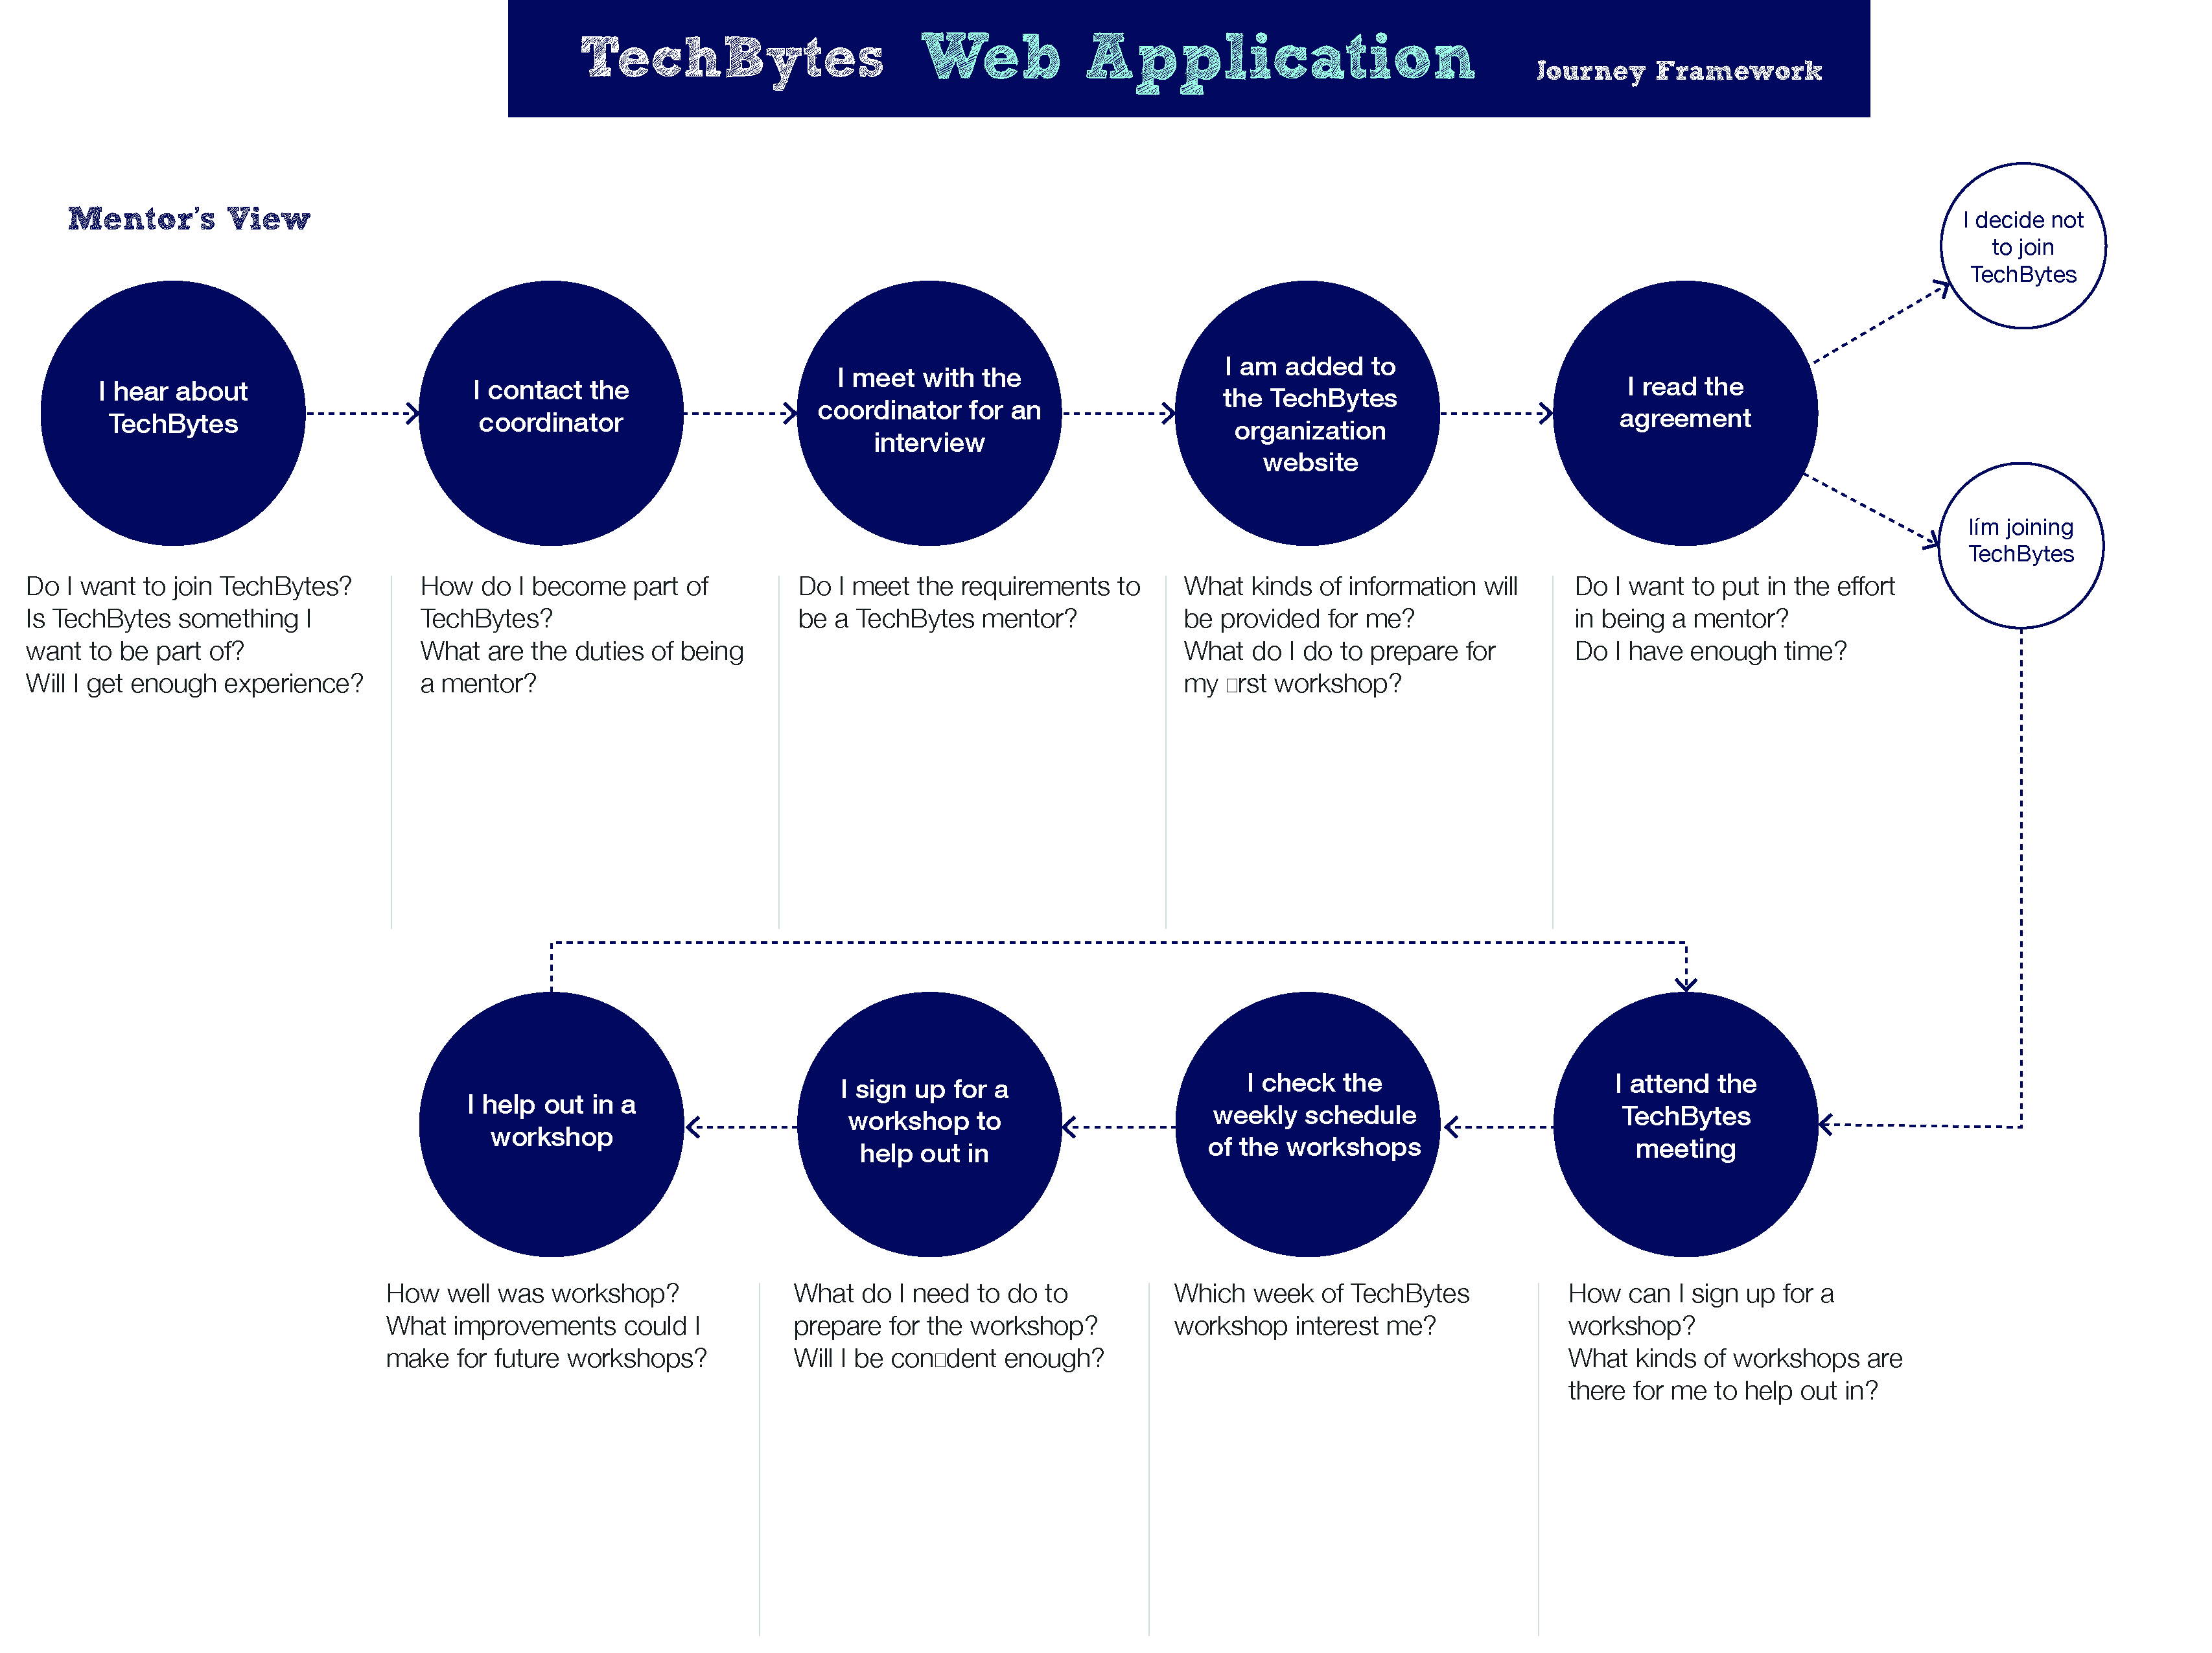 TechBytes Web Application Journey Framework
Mentor's View
I decide not
to join
TechBytes
I hear about
TechBytes
I contact the
coordinator
I meet with the
coordinator for an
interview
I am added to
the TechBytes
organization
website
I read the
agreement
Iím joining
TechBytes
Do I want to join TechBytes?
Is TechBytes something I
want to be part of?
Will I get enough experience?
How do I become part of
TechBytes?
What are the duties of being
a mentor?
Do I meet the requirements to
be a TechBytes mentor?
What kinds of information will
be provided for me?
What do I do to prepare for
my □rst workshop?
Do I want to put in the effort
in being a mentor?
Do I have enough time?
I help out in a
workshop
I sign up for a
workshop to
help out in
I check the
weekly schedule
of the workshops
I attend the
TechBytes
meeting
How well was workshop?
What improvements could I
make for future workshops?
What do I need to do to
prepare for the workshop?
Will I be con□dent enough?
Which week of TechBytes
workshop interest me?
How can I sign up for a
workshop?
What kinds of workshops are
there for me to help out in?